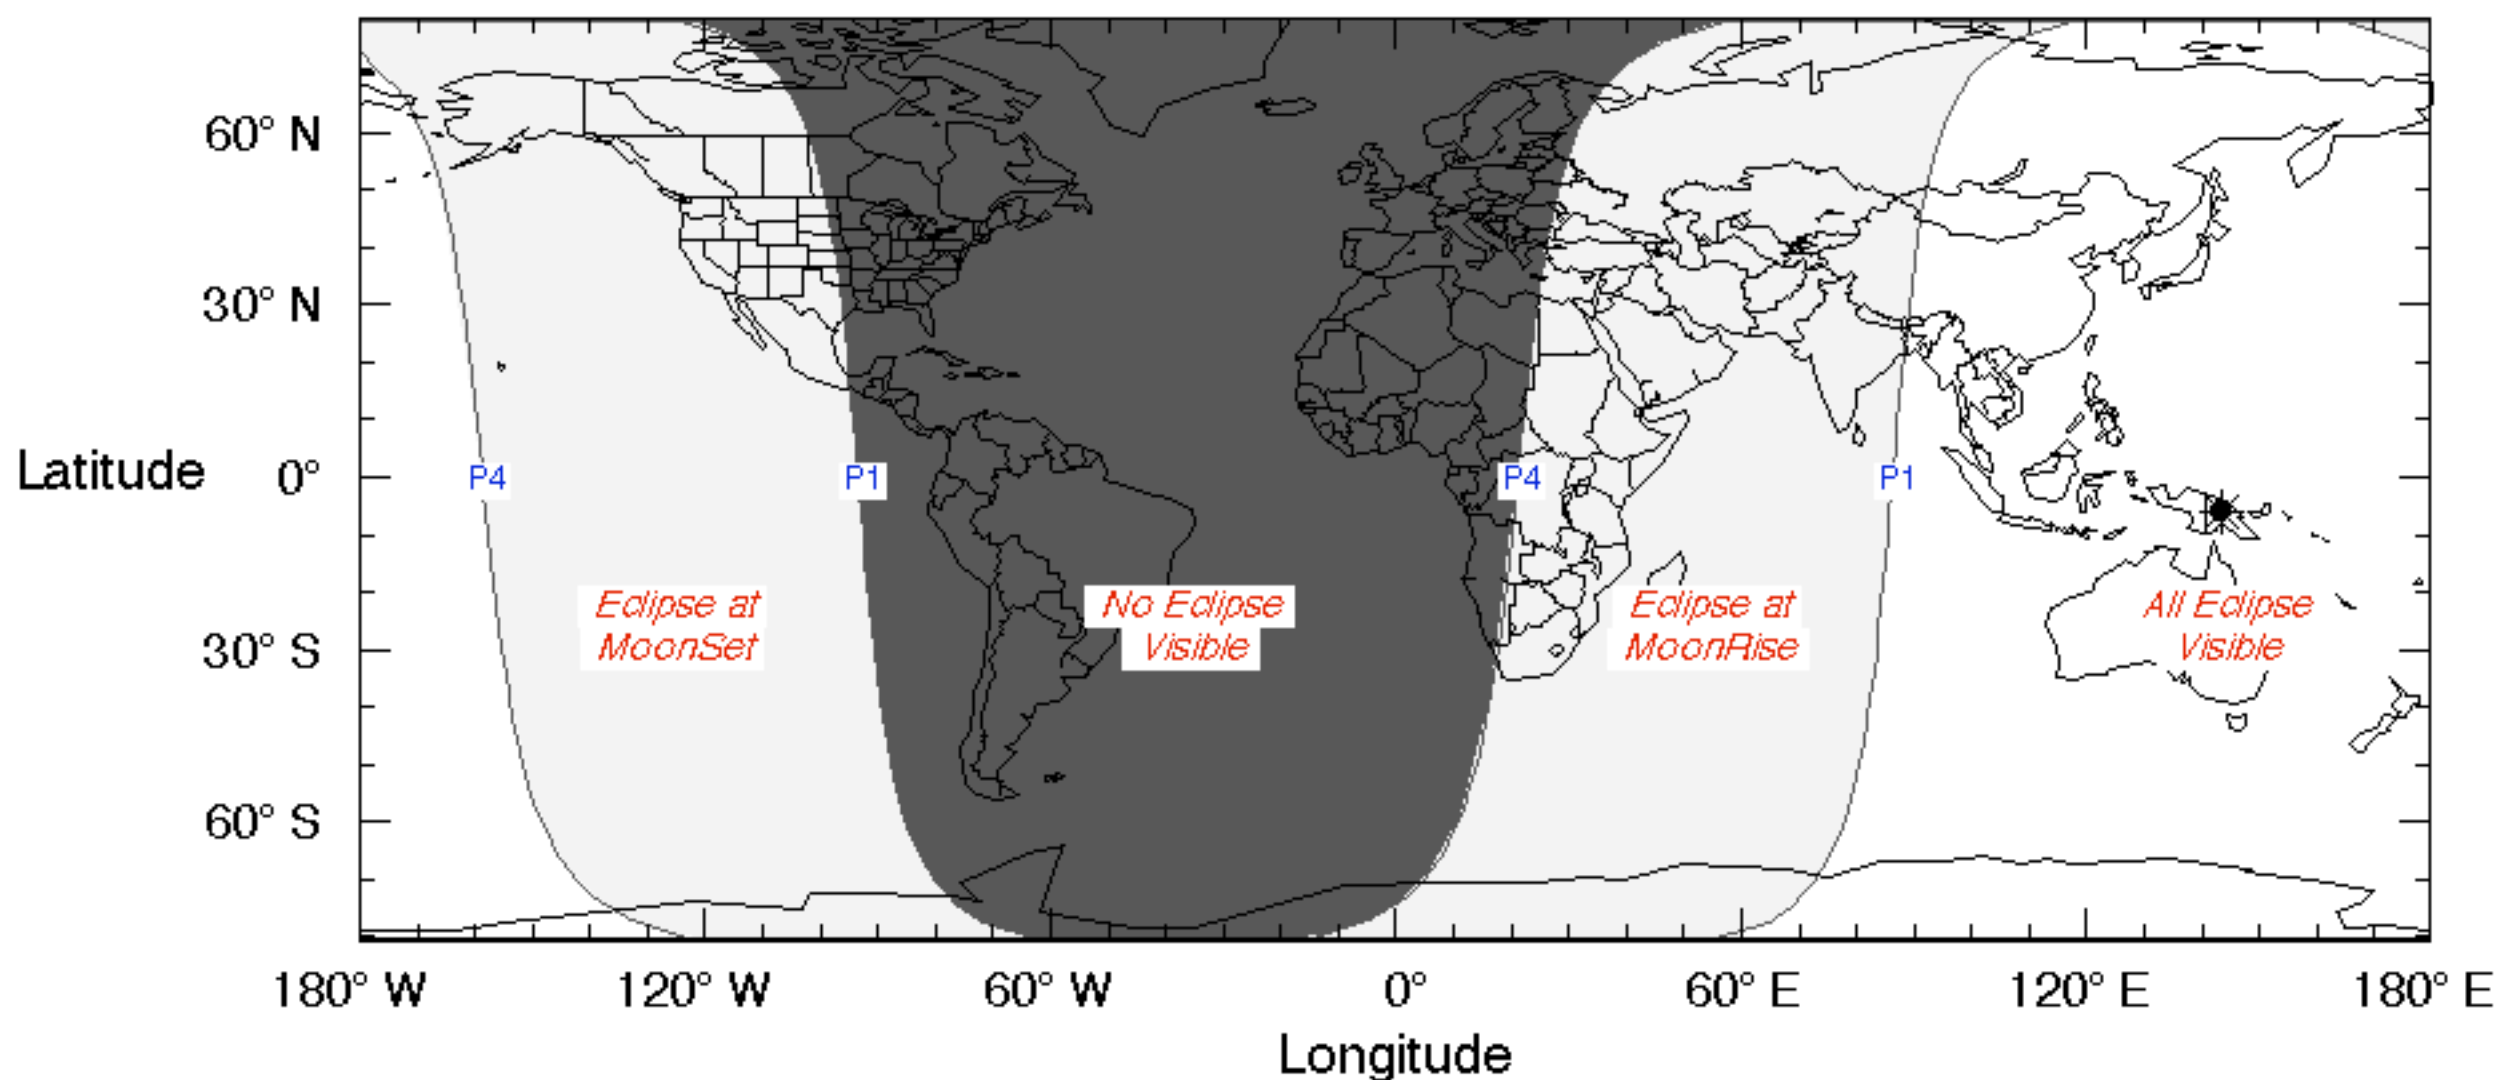 60° N
30° N
Latitude
0°
P4
P1
P4
P1
Eclipse at
MoonSet
No Eclipse
Visible
Eclipse at
MoonRise
All Eclipse
Visible
30° S
60° S
180° W
120° W
60° W
0°
60° E
120° E
180° E
Longitude